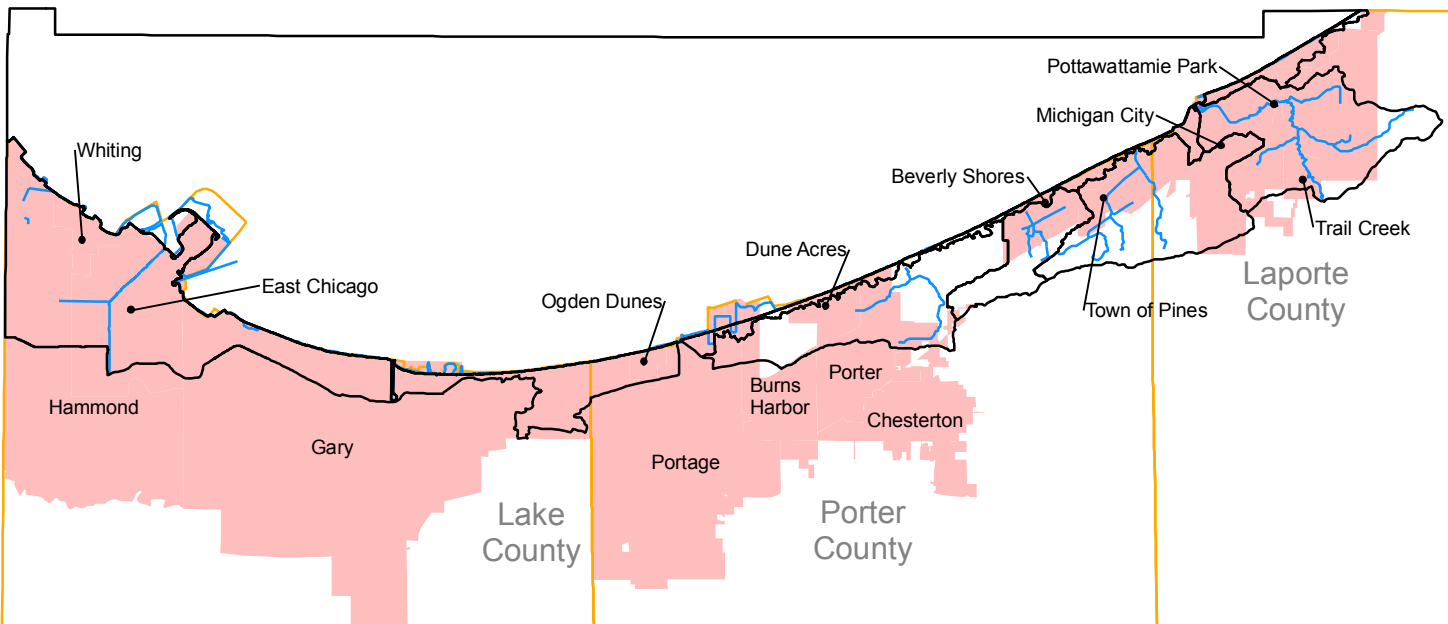 Pottawattamie Park
Michigan City
Whiting
Beverly Shores
Trail Creek
Dune Acres
Laporte
County
East Chicago
Ogden Dunes
Town of Pines
Burns
Harbor
Porter
Hammond
Chesterton
Gary
Portage
Lake
County
Porter
County